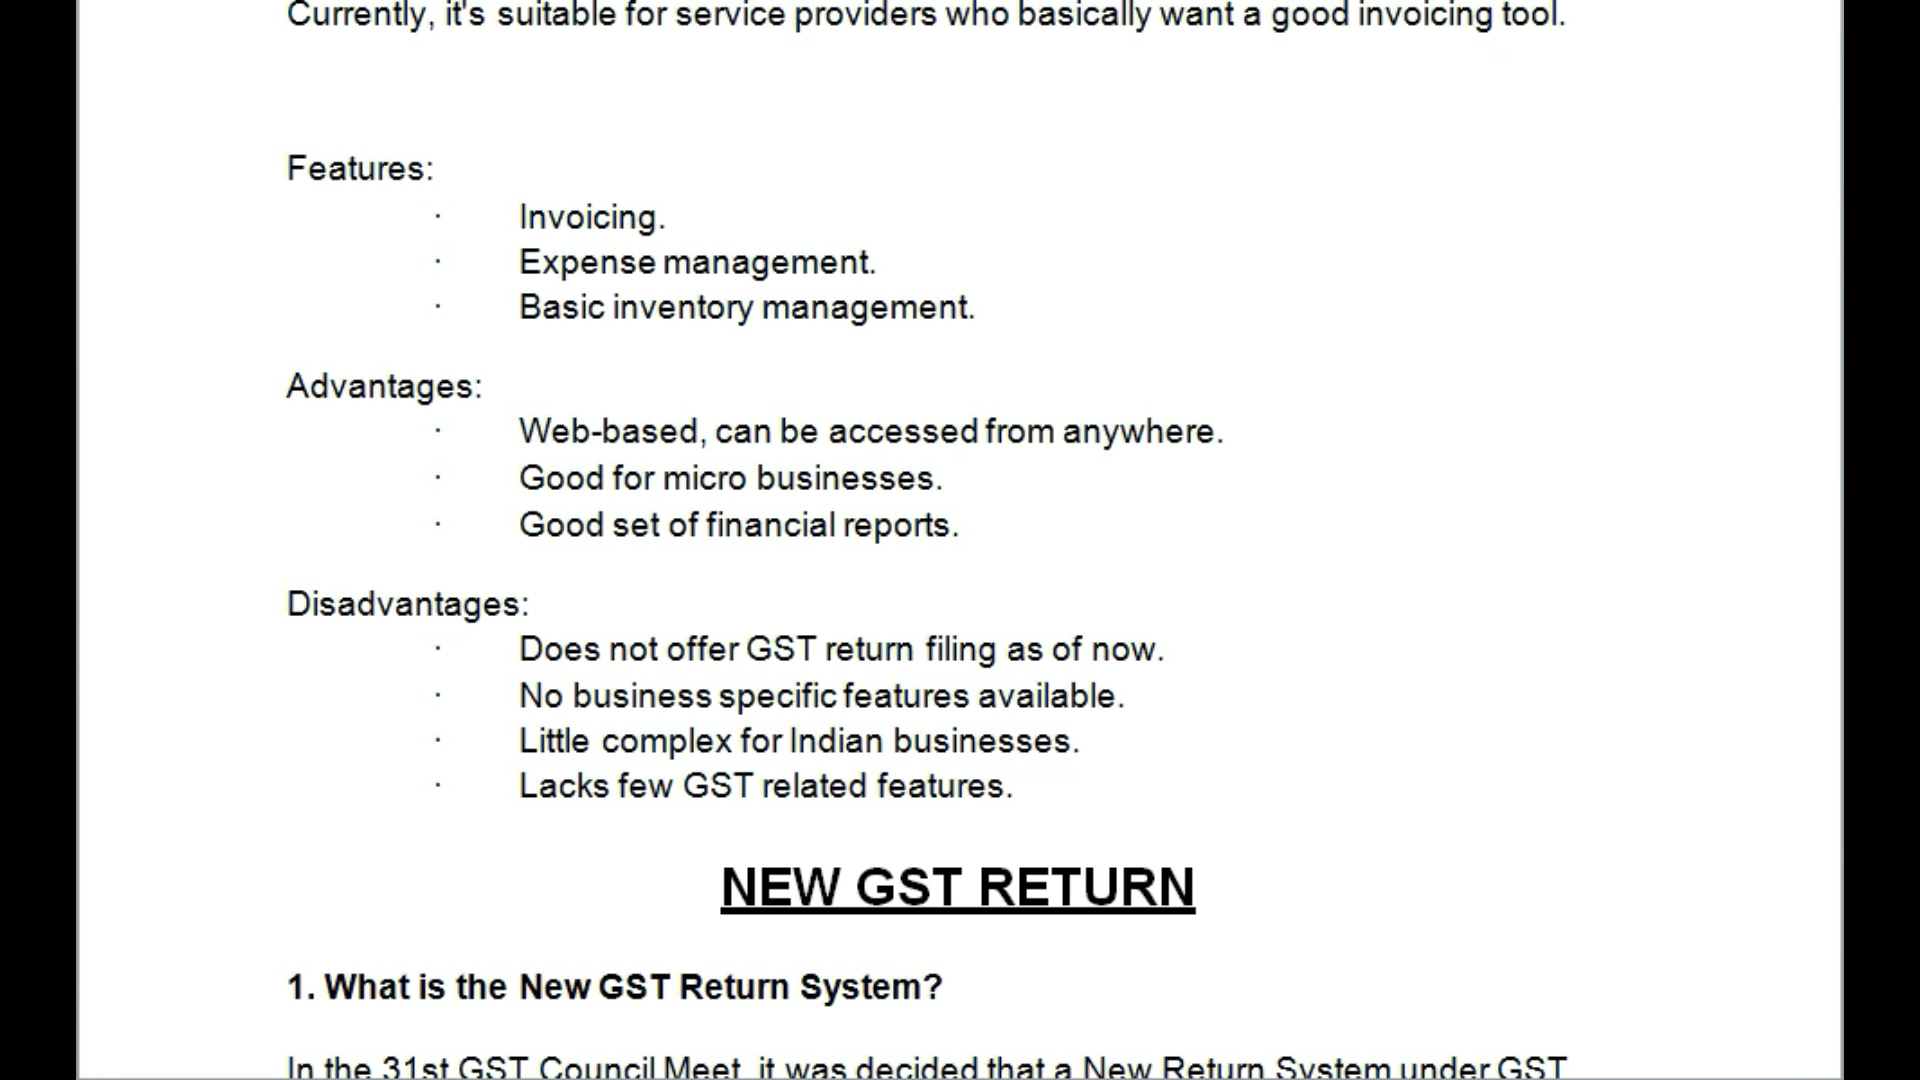 Currently, it's suitable for service providers who basically want a good invoicing tool.
Features:
· Invoicing.
· Expense management.
· Basic inventory management.
Advantages:
· Web-based, can be accessed from anywhere.
· Good for micro businesses.
· Good set of financial reports.
Disadvantages:
· Does not offer GST return filing as of now.
· No business specific features available.
· Little complex for Indian businesses.
· Lacks few GST related features.
NEW GST RETURN
1. What is the New GST Return System?
In the 31st GST Council Meet, it was decided that a New Return System under GST